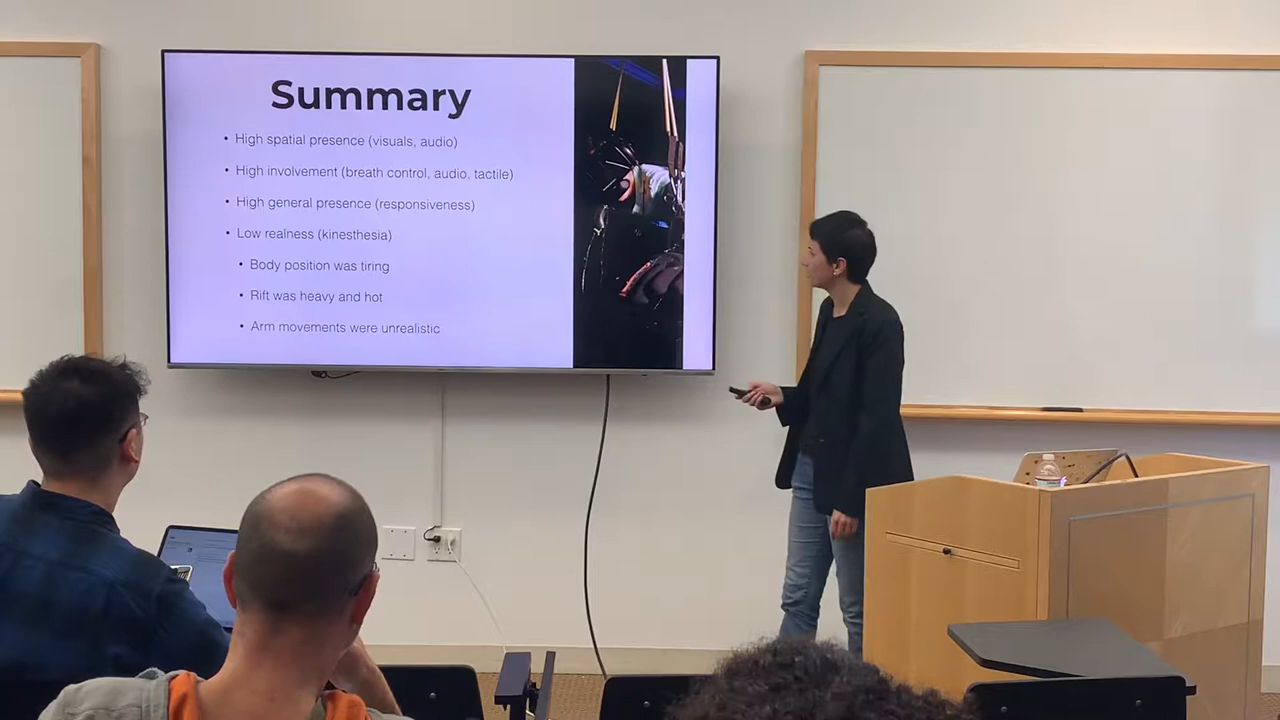 Summary
• High spatial presence (visuals, audio)
• High involvement (breath control, audio, tactile)
• High general presence (responsiveness)
• Low realness (kinesthesia)
• Body position was tiring
• Rift was heavy and hot
• Arm movements were unrealistic